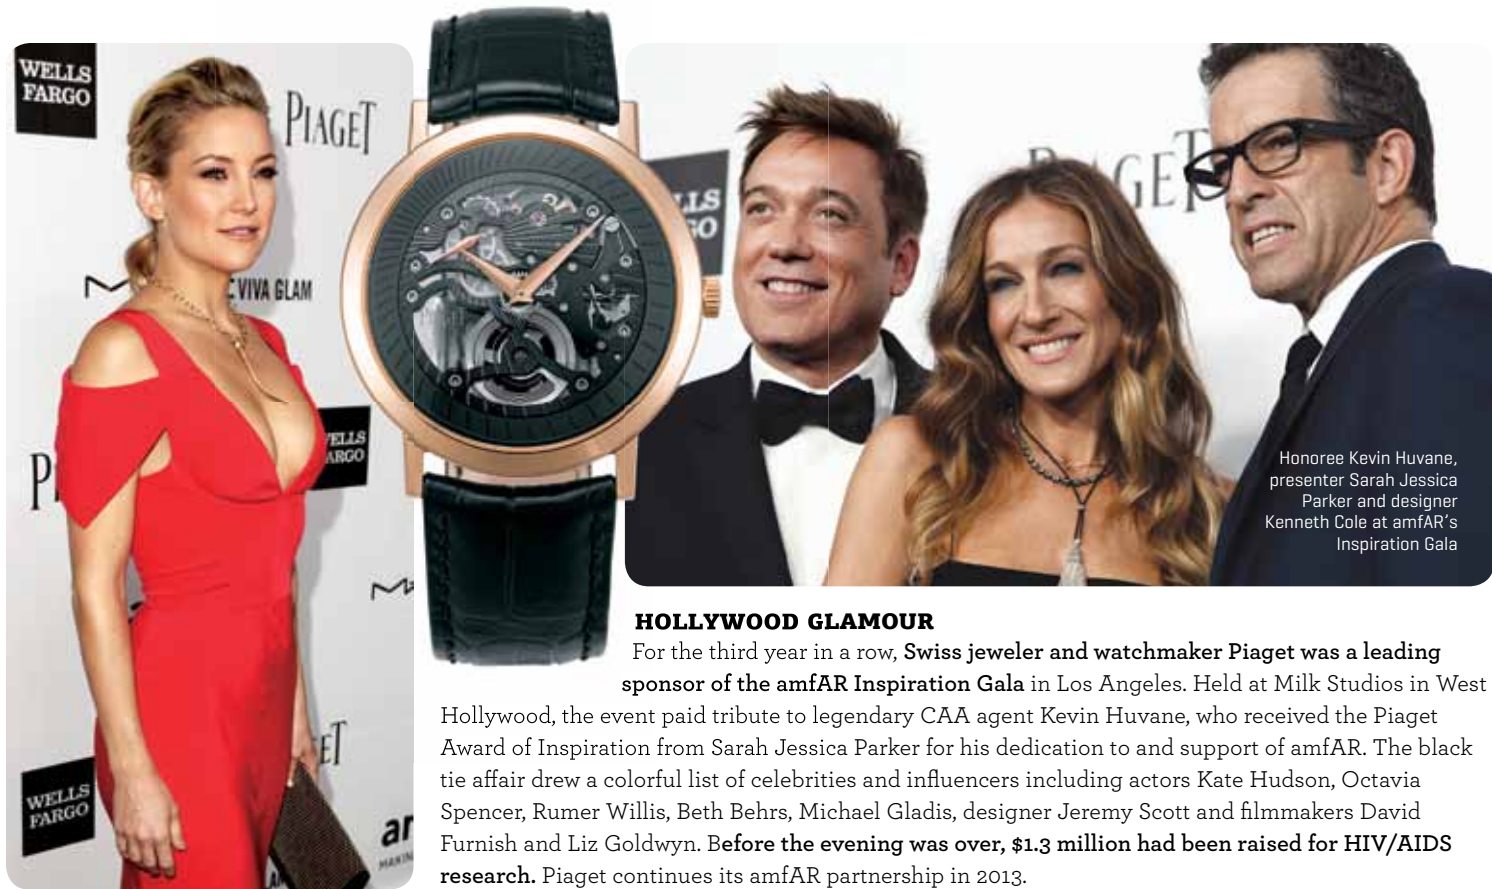 WELLS
FARGO
PIAGET
VIVA GLAM
WELLS
FARGO
Honoree Kevin Huvane,
presenter Sarah Jessica
Parker and designer
Kenneth Cole at amfAR's
Inspiration Gala
HOLLYWOOD GLAMOUR
For the third year in a row, Swiss jeweler and watchmaker Piaget was a leading
sponsor of the amfAR Inspiration Gala in Los Angeles. Held at Milk Studios in West
Hollywood, the event paid tribute to legendary CAA agent Kevin Huvane, who received the Piaget
Award of Inspiration from Sarah Jessica Parker for his dedication to and support of amfAR. The black
tie affair drew a colorful list of celebrities and influencers including actors Kate Hudson, Octavia
Spencer, Rumer Willis, Beth Behrs, Michael Gladis, designer Jeremy Scott and filmmakers David
Furnish and Liz Goldwyn. Before the evening was over, $1.3 million had been raised for HIV/AIDS
research. Piaget continues its amfAR partnership in 2013.